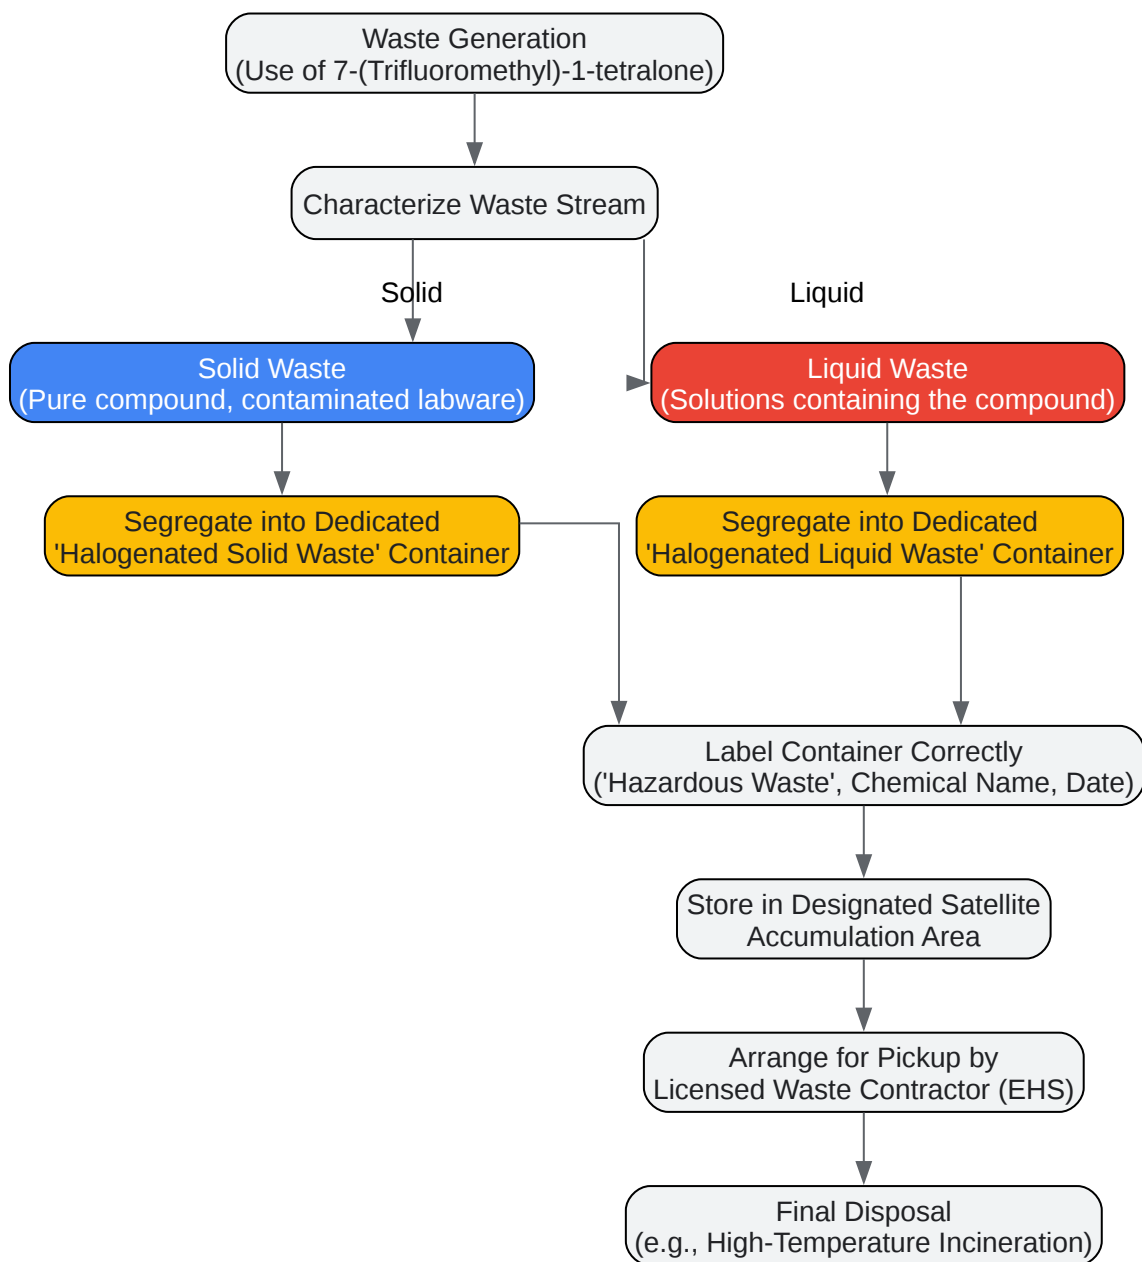 Waste Generation
(Use of 7-(Trifluoromethyl)-1-tetralone)
Characterize Waste Stream
Solid
Liquid
Solid Waste
(Pure compound, contaminated labware)
Liquid Waste
(Solutions containing the compound)
Segregate into Dedicated
'Halogenated Solid Waste' Container
Segregate into Dedicated
'Halogenated Liquid Waste' Container
Label Container Correctly
('Hazardous Waste', Chemical Name, Date)
Store in Designated Satellite
Accumulation Area
Arrange for Pickup by
Licensed Waste Contractor (EHS)
Final Disposal
(e.g., High-Temperature Incineration)